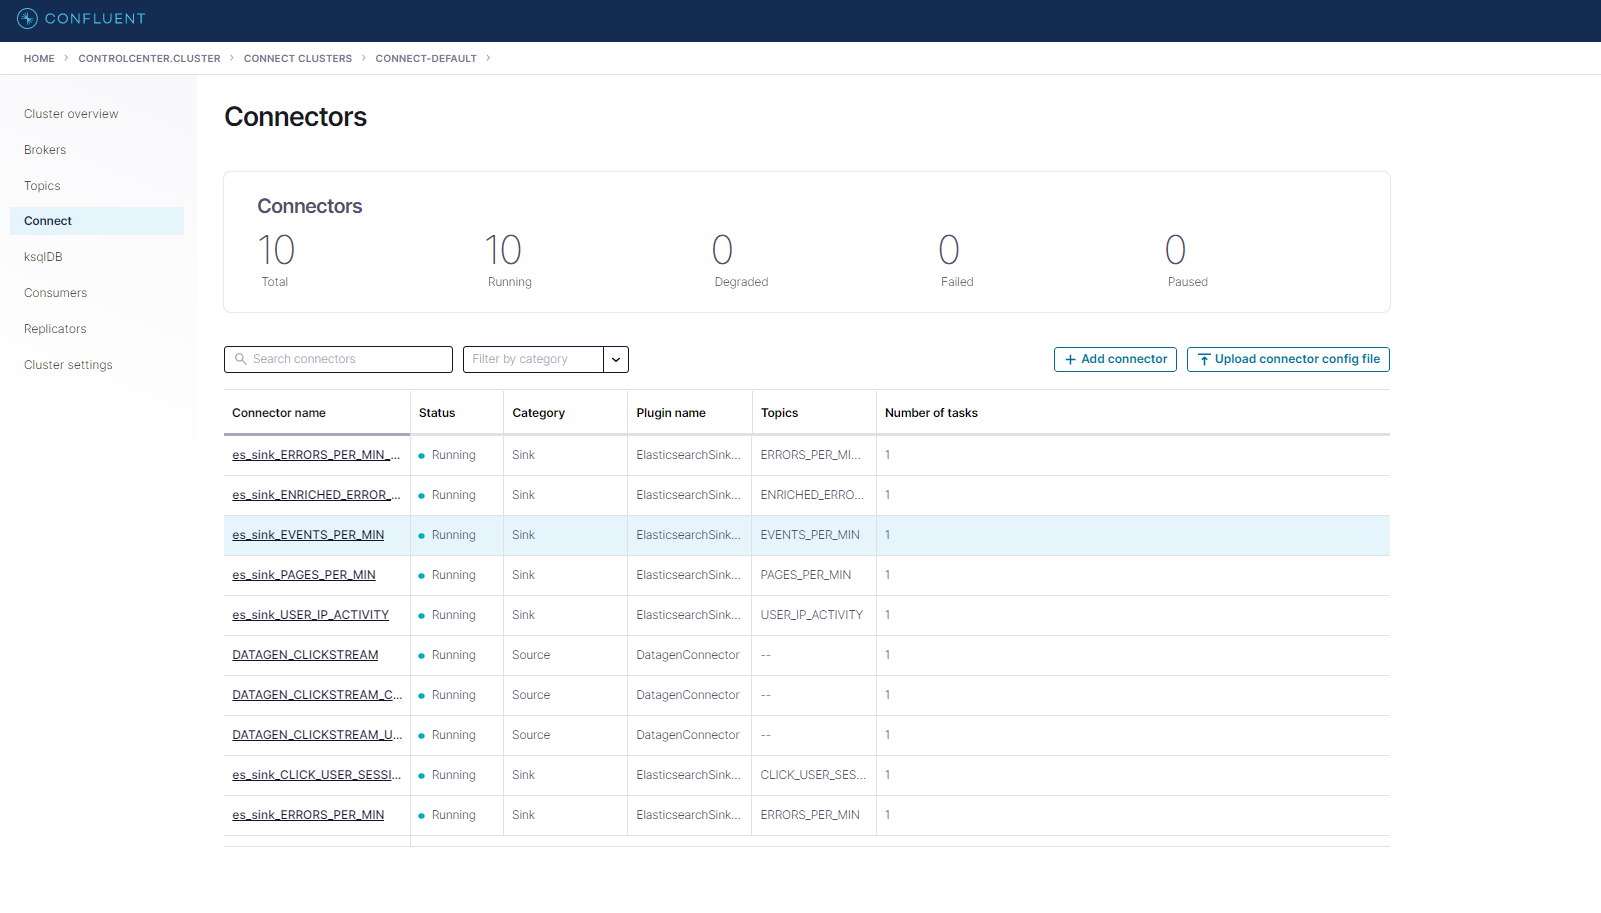 CONFLUENT
HOME > CONTROLCENTER.CLUSTER > CONNECT CLUSTERS > CONNECT-DEFAULT >
Cluster overview
Brokers
Topics
Connect
ksqlDB
Consumers
Replicators
Cluster settings
Connectors
Connectors
10 10 0 0 0
Total Running Degraded Failed Paused
Search connectors Filter by category + Add connector Upload connector config file
Connector name Status Category Plugin name Topics Number of tasks
es_sink_ERRORS_PER_MIN_... Running Sink ElasticsearchSink... ERRORS_PER_MI... 1
es_sink_ENRICHED_ERROR_... Running Sink ElasticsearchSink... ENRICHED_ERRO... 1
es_sink_EVENTS_PER_MIN Running Sink ElasticsearchSink... EVENTS_PER_MIN 1
es_sink_PAGES_PER_MIN Running Sink ElasticsearchSink... PAGES_PER_MIN 1
es_sink_USER_IP_ACTIVITY Running Sink ElasticsearchSink... USER_IP_ACTIVITY 1
DATAGEN_CLICKSTREAM Running Source DatagenConnector -- 1
DATAGEN_CLICKSTREAM_C... Running Source DatagenConnector -- 1
DATAGEN_CLICKSTREAM_U... Running Source DatagenConnector -- 1
es_sink_CLICK_USER_SESSI... Running Sink ElasticsearchSink... CLICK_USER_SES... 1
es_sink_ERRORS_PER_MIN Running Sink ElasticsearchSink... ERRORS_PER_MIN 1